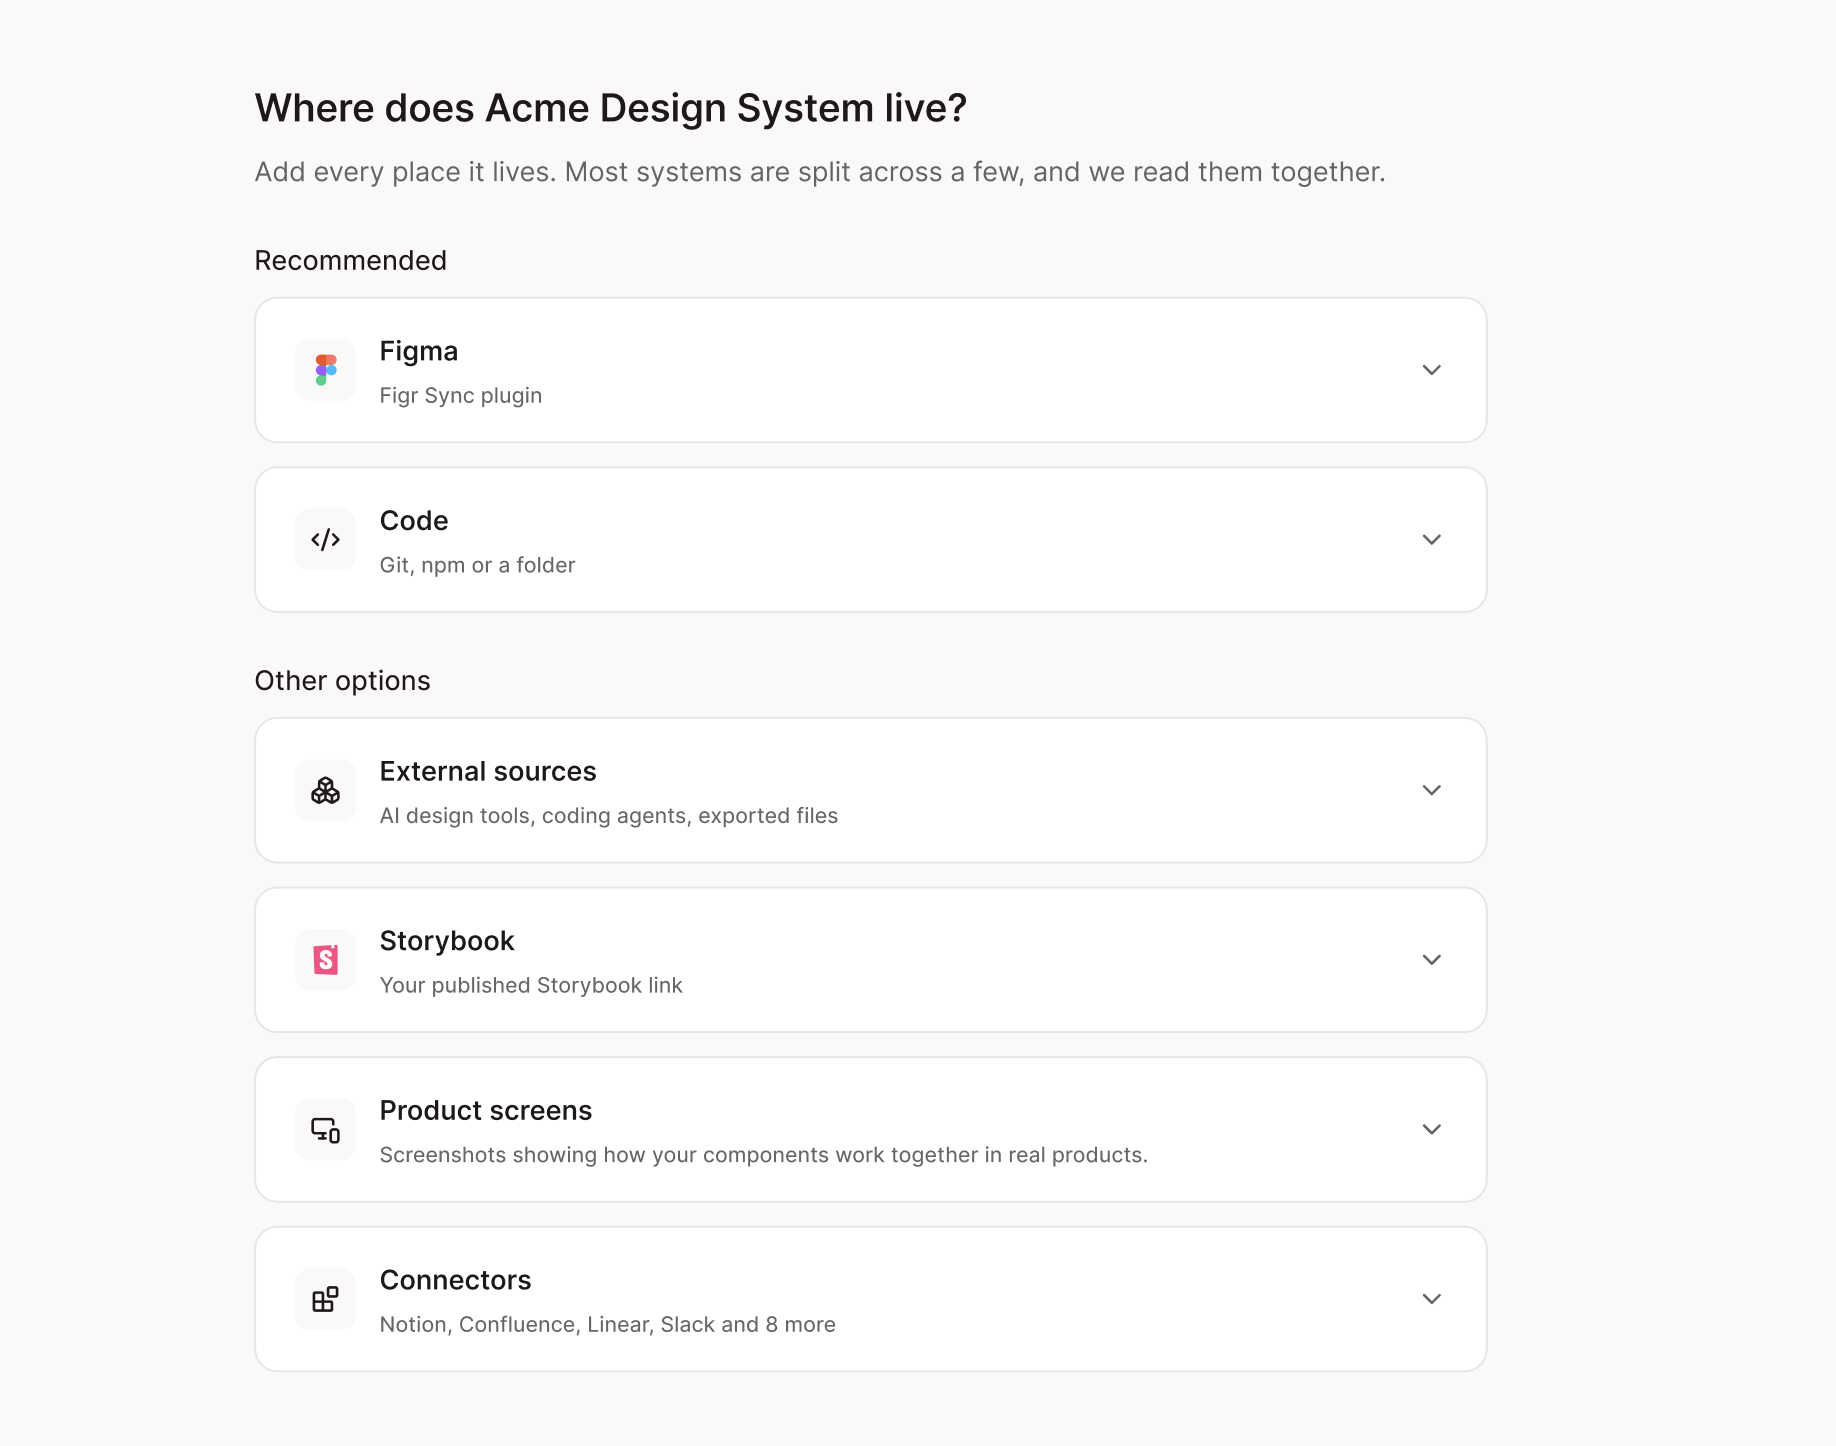 Where does Acme Design System live?
Add every place it lives. Most systems are split across a few, and we read them together.
Recommended
Figma
Figr Sync plugin
Code
Git, npm or a folder
Other options
External sources
AI design tools, coding agents, exported files
Storybook
Your published Storybook link
Product screens
Screenshots showing how your components work together in real products.
Connectors
Notion, Confluence, Linear, Slack and 8 more